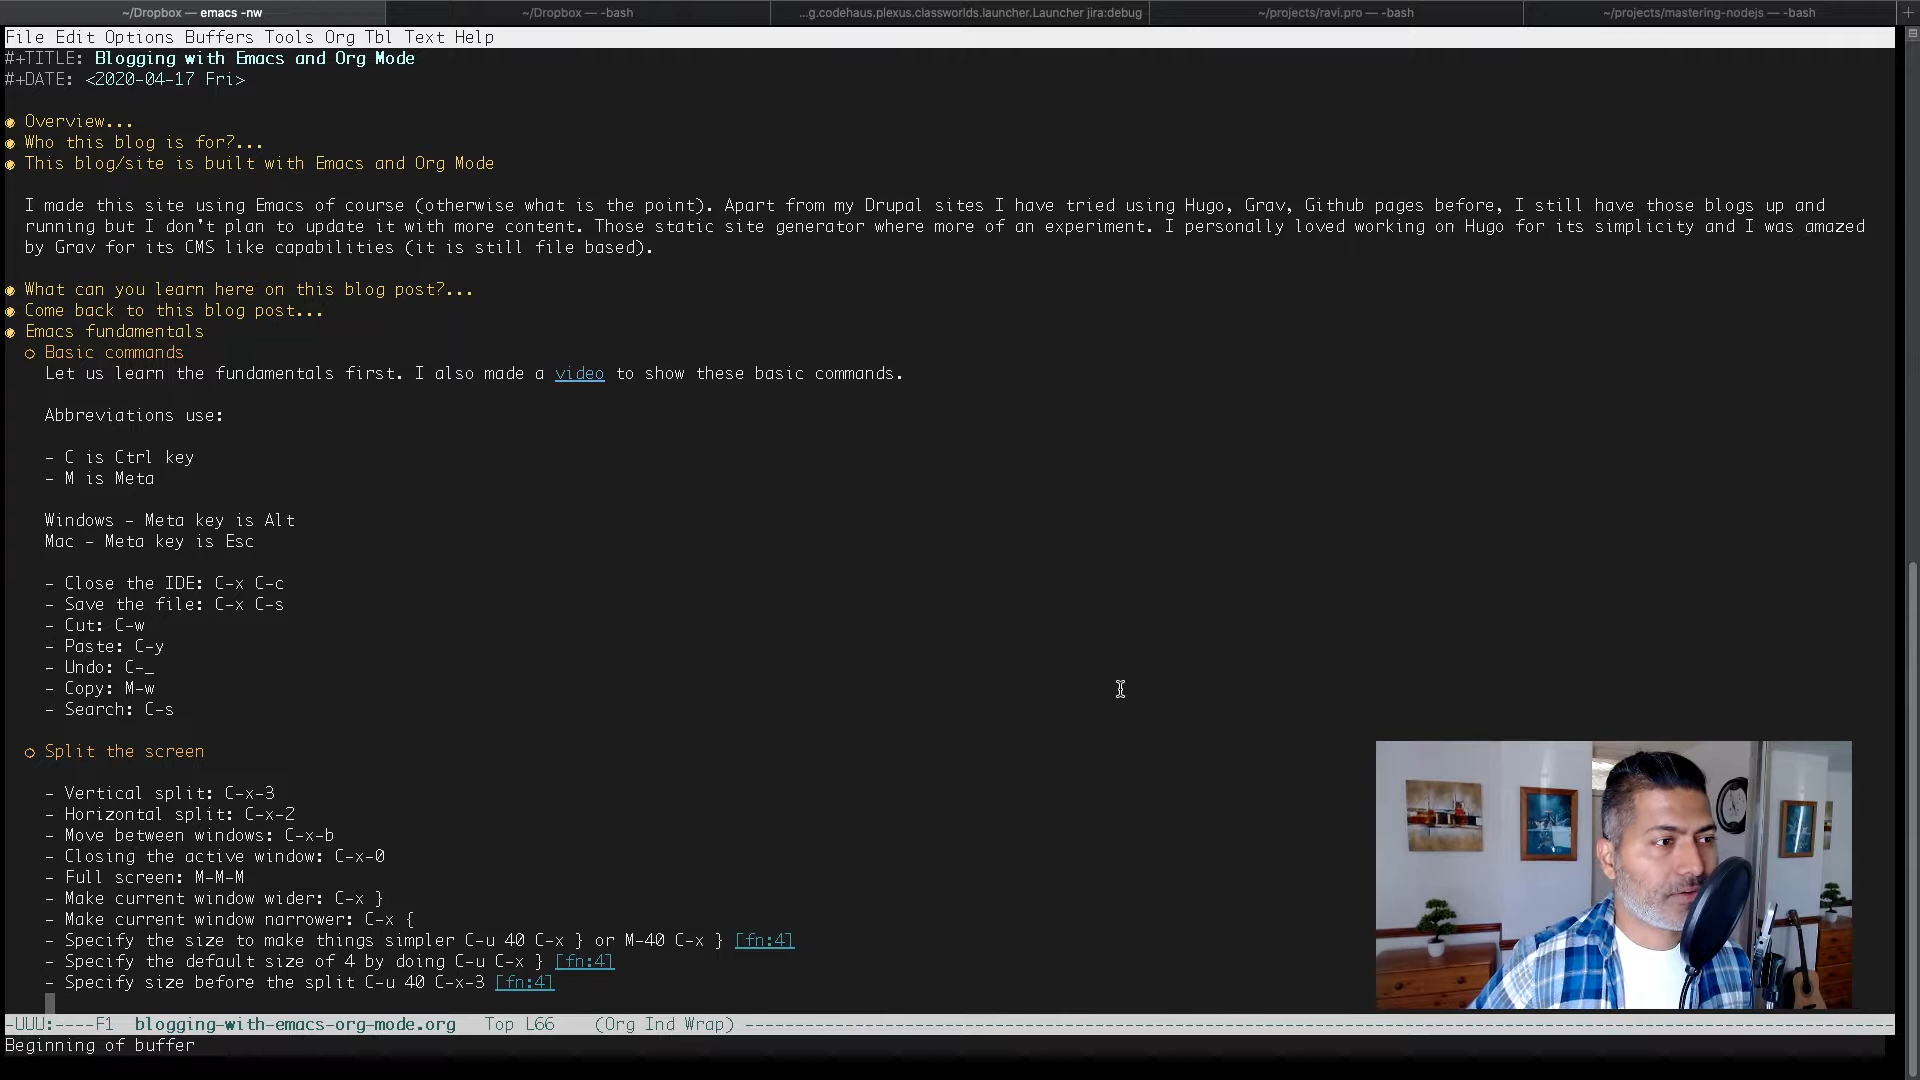 ~/Dropbox — emacs -nw
~/Dropbox — -bash
...g.codehaus.plexus.classworlds.launcher.Launcher jira:debug
~/projects/ravi.pro — -bash
~/projects/mastering-nodejs — -bash
File Edit Options Buffers Tools Org Tbl Text Help
#+TITLE: Blogging with Emacs and Org Mode
#+DATE: <2020-04-17 Fri>
◉ Overview...
◉ Who this blog is for?...
◉ This blog/site is built with Emacs and Org Mode
I made this site using Emacs of course (otherwise what is the point). Apart from my Drupal sites I have tried using Hugo, Grav, Github pages before, I still have those blogs up and
running but I don't plan to update it with more content. Those static site generator where more of an experiment. I personally loved working on Hugo for its simplicity and I was amazed
by Grav for its CMS like capabilities (it is still file based).
◉ What can you learn here on this blog post?...
◉ Come back to this blog post...
◉ Emacs fundamentals
○ Basic commands
Let us learn the fundamentals first. I also made a video to show these basic commands.
Abbreviations use:
- C is Ctrl key
- M is Meta
Windows - Meta key is Alt
Mac - Meta key is Esc
- Close the IDE: C-x C-c
- Save the file: C-x C-s
- Cut: C-w
- Paste: C-y
- Undo: C-_
- Copy: M-w
- Search: C-s
○ Split the screen
- Vertical split: C-x-3
- Horizontal split: C-x-2
- Move between windows: C-x-b
- Closing the active window: C-x-0
- Full screen: M-M-M
- Make current window wider: C-x }
- Make current window narrower: C-x {
- Specify the size to make things simpler C-u 40 C-x } or M-40 C-x } [fn:4]
- Specify the default size of 4 by doing C-u C-x } [fn:4]
- Specify size before the split C-u 40 C-x-3 [fn:4]
-UUU:----F1 blogging-with-emacs-org-mode.org Top L66 (Org Ind Wrap) ----------
Beginning of buffer